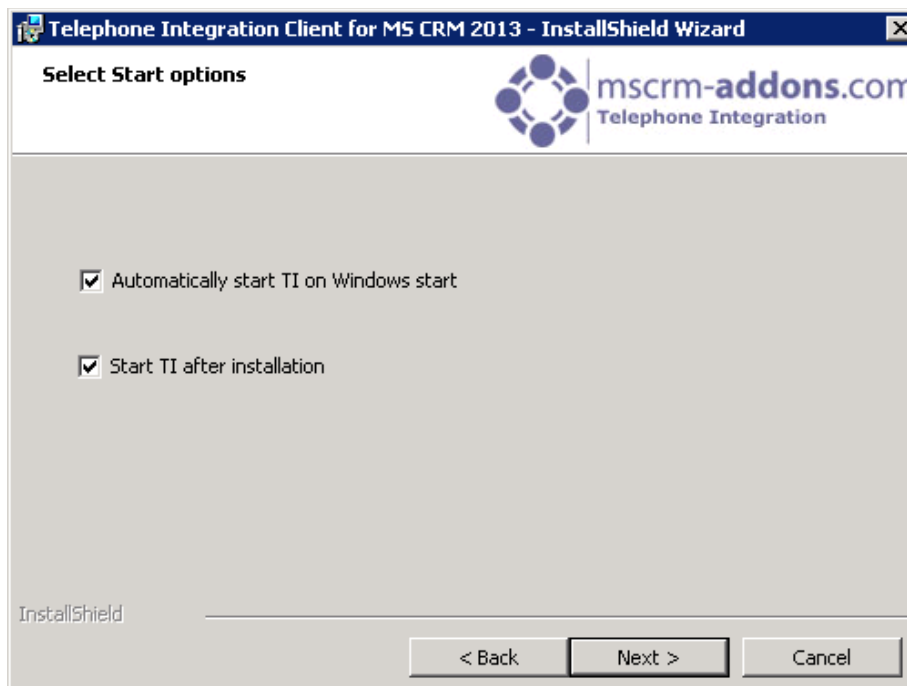 Telephone Integration Client for MS CRM 2013 - InstallShield Wizard
Select Start options
mscrm-addons.com
Telephone Integration
Automatically start TI on Windows start
Start TI after installation
InstallShield
< Back Next > Cancel